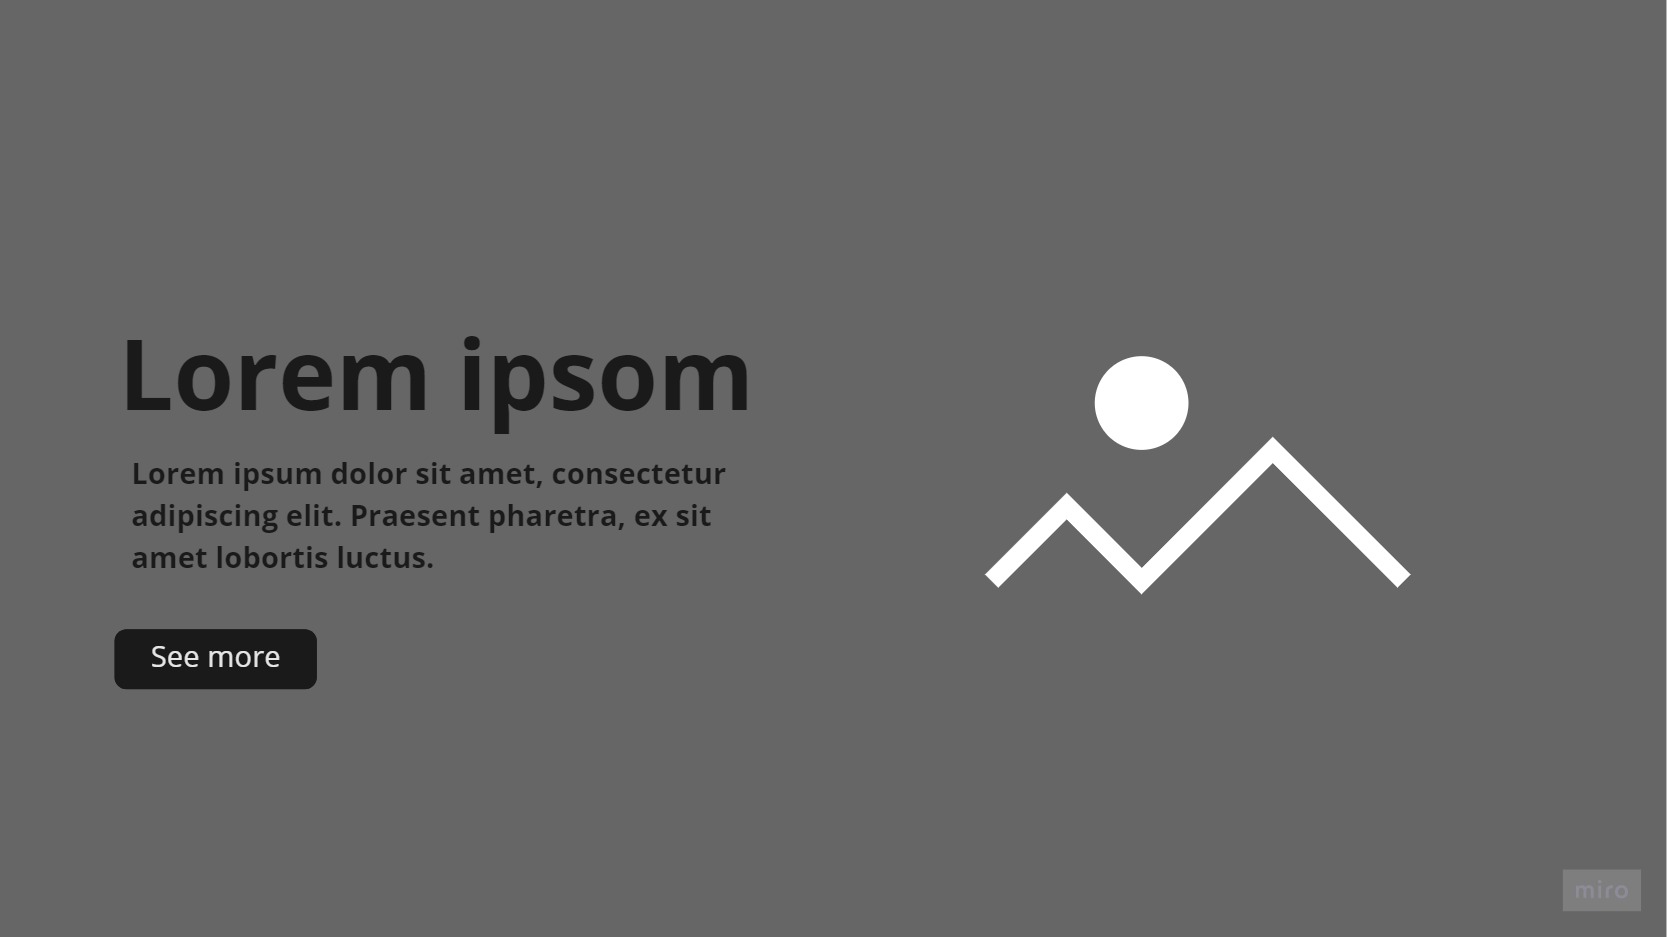 Lorem ipsom
Lorem ipsum dolor sit amet, consectetur
adipiscing elit. Praesent pharetra, ex sit
amet lobortis luctus.
See more
miro